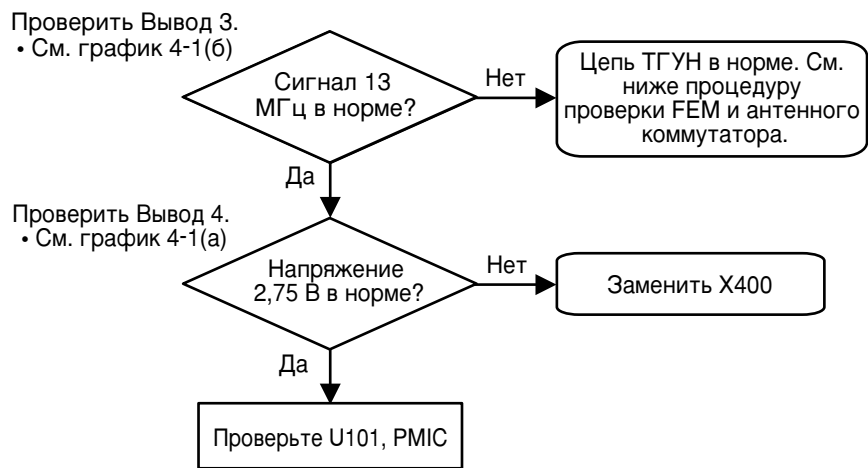 Проверить Вывод 3.
• См. график 4-1(б)
Сигнал 13
МГц в норме?
Нет
Цепь ТГУН в норме. См.
ниже процедуру
проверки FEM и антенного
коммутатора.
Да
Проверить Вывод 4.
• См. график 4-1(а)
Напряжение
2,75 В в норме?
Нет
Заменить X400
Да
Проверьте U101, PMIC